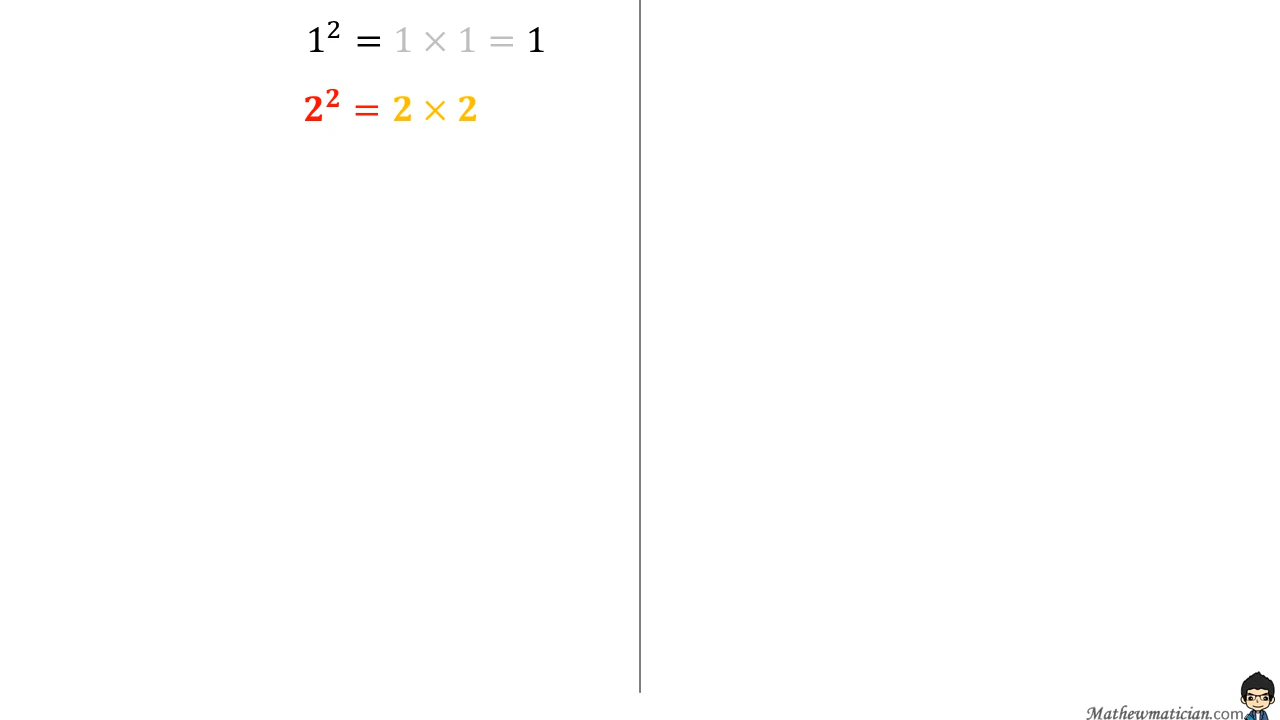 1² = 1 × 1 = 1
2² = 2 × 2
Mathewmatician.com